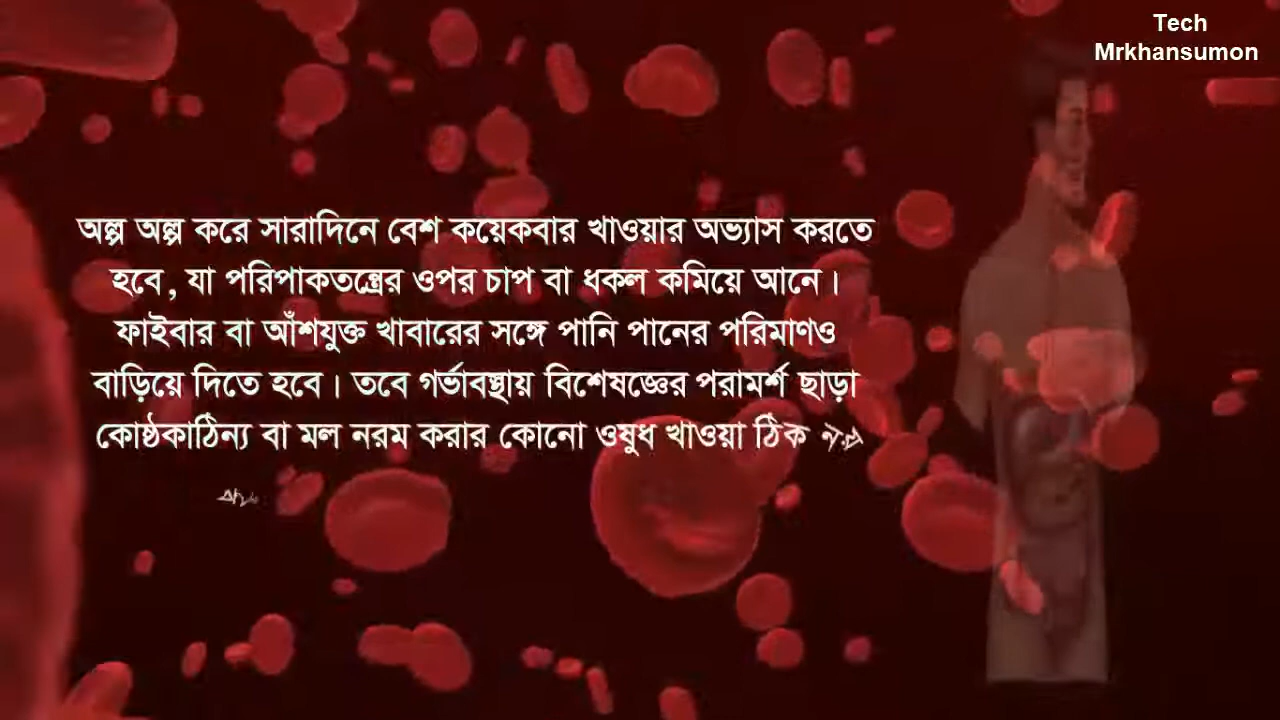 Tech
Mrkhansumon
অল্প অল্প করে সারাদিনে বেশ কয়েকবার খাওয়ার অভ্যাস করতে
হবে, যা পরিপাকতন্ত্রের ওপর চাপ বা ধকল কমিয়ে আনে।
ফাইবার বা আঁশযুক্ত খাবারের সঙ্গে পানি পানের পরিমাণও
বাড়িয়ে দিতে হবে। তবে গর্ভাবস্থায় বিশেষজ্ঞের পরামর্শ ছাড়া
কোষ্ঠকাঠিন্য বা মল নরম করার কোনো ওষুধ খাওয়া ঠিক